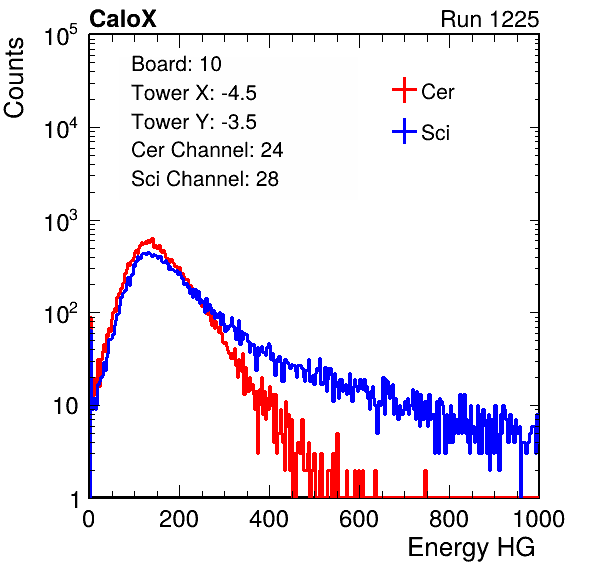 CaloX Run 1225
Counts
Board: 10
Tower X: -4.5
Tower Y: -3.5
Cer Channel: 24
Sci Channel: 28
Cer
Sci
10^5
10^4
10^3
10^2
10
1
0 200 400 600 800 1000
Energy HG